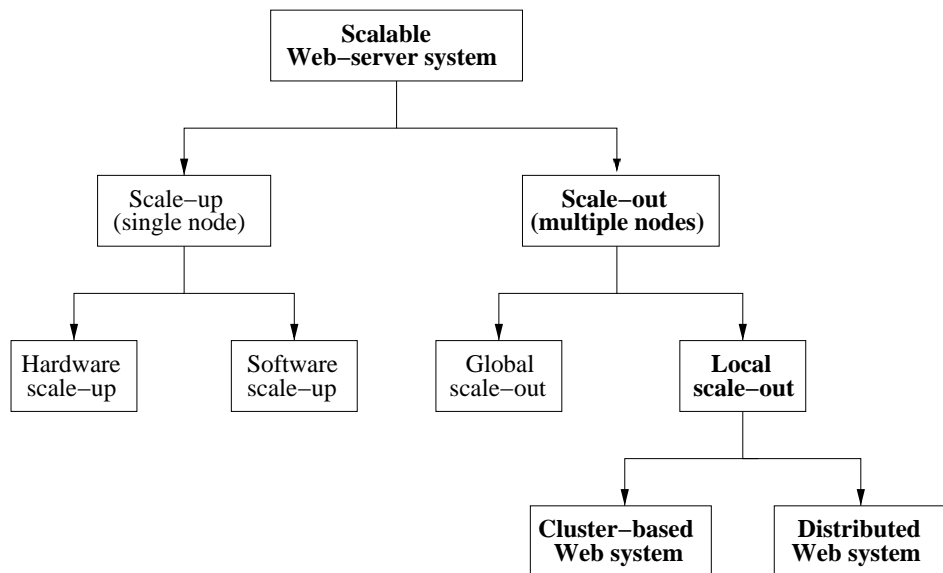 Scalable
Web−server system
Scale−up
(single node)
Scale−out
(multiple nodes)
Hardware
scale−up
Software
scale−up
Global
scale−out
Local
scale−out
Cluster−based
Web system
Distributed
Web system